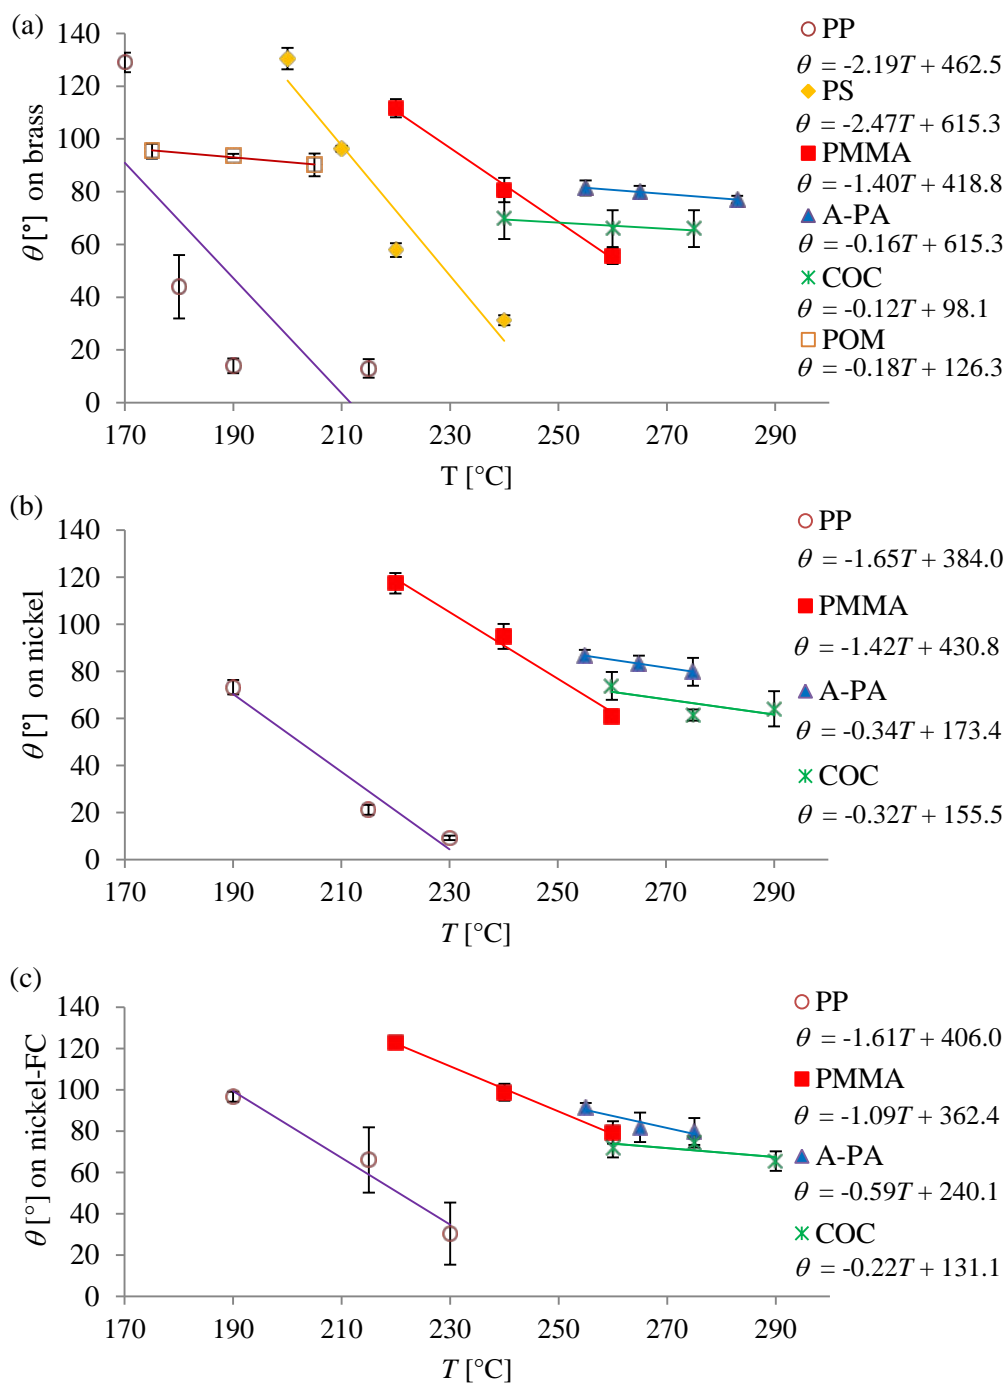 (a)
140
120
100
80
60
40
20
0
θ [°] on brass
170 190 210 230 250 270 290
T [°C]
PP
θ = -2.19T + 462.5
PS
θ = -2.47T + 615.3
PMMA
θ = -1.40T + 418.8
A-PA
θ = -0.16T + 615.3
COC
θ = -0.12T + 98.1
POM
θ = -0.18T + 126.3
(b)
140
120
100
80
60
40
20
0
θ [°] on nickel
170 190 210 230 250 270 290
T [°C]
PP
θ = -1.65T + 384.0
PMMA
θ = -1.42T + 430.8
A-PA
θ = -0.34T + 173.4
COC
θ = -0.32T + 155.5
(c)
140
120
100
80
60
40
20
0
θ [°] on nickel-FC
170 190 210 230 250 270 290
T [°C]
PP
θ = -1.61T + 406.0
PMMA
θ = -1.09T + 362.4
A-PA
θ = -0.59T + 240.1
COC
θ = -0.22T + 131.1